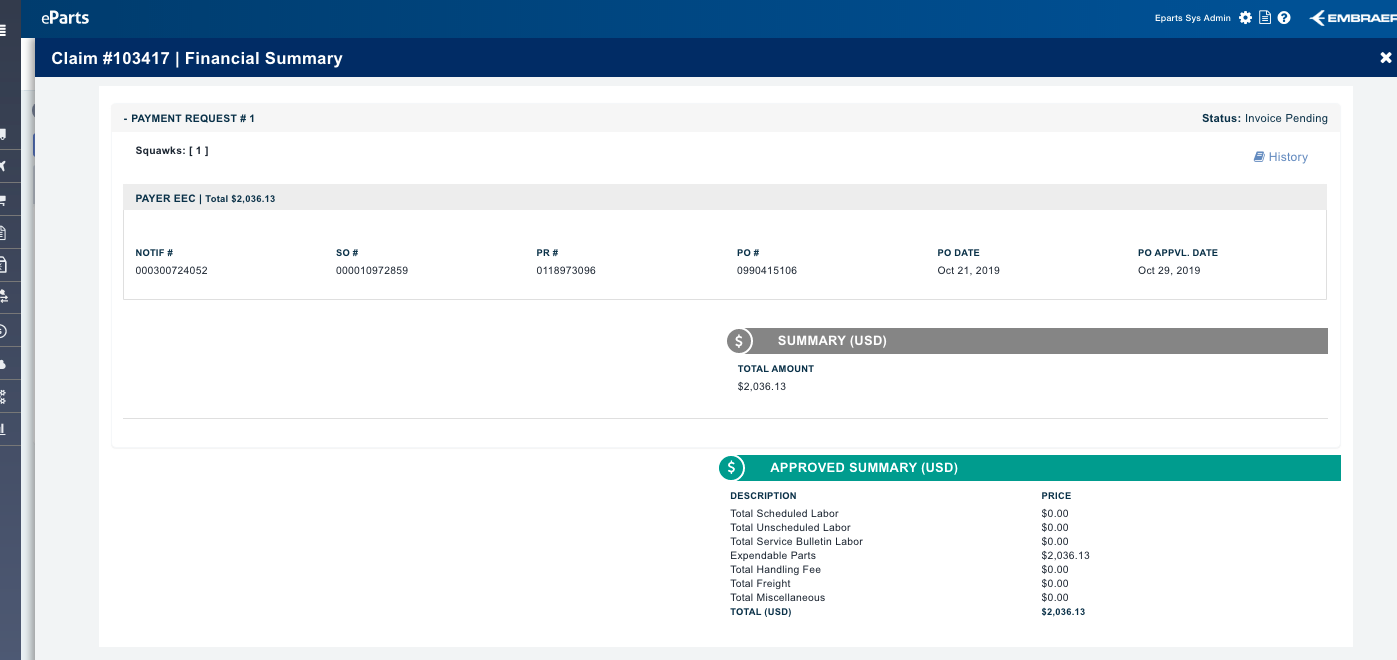 eParts
Eparts Sys Admin
EMBRAER
Claim #103417 | Financial Summary
- PAYMENT REQUEST # 1
Status: Invoice Pending
Squawks: [ 1 ]
History
PAYER EEC | Total $2,036.13
NOTIF # SO # PR # PO # PO DATE PO APPVL. DATE
000300724052 000010972859 0118973096 0990415106 Oct 21, 2019 Oct 29, 2019
$ SUMMARY (USD)
TOTAL AMOUNT
$2,036.13
$ APPROVED SUMMARY (USD)
DESCRIPTION PRICE
Total Scheduled Labor $0.00
Total Unscheduled Labor $0.00
Total Service Bulletin Labor $0.00
Expendable Parts $2,036.13
Total Handling Fee $0.00
Total Freight $0.00
Total Miscellaneous $0.00
TOTAL (USD) $2,036.13